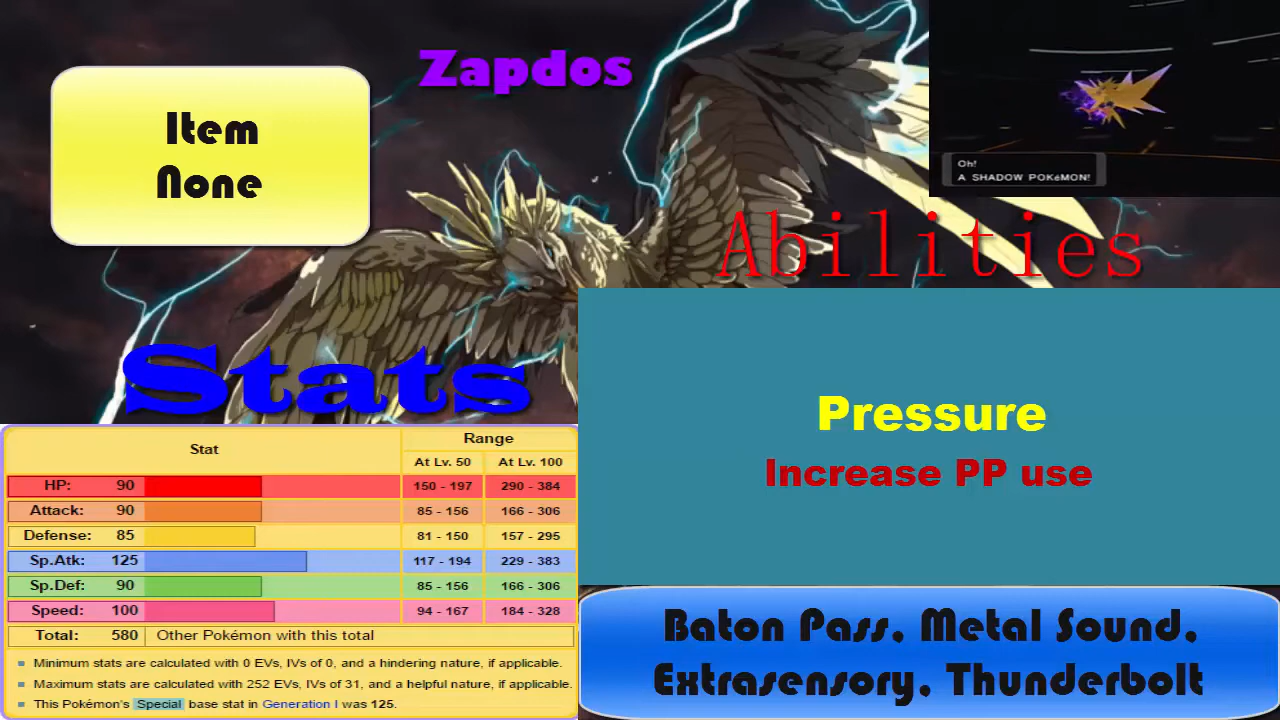 Zapdos
Item
None
Oh!
A SHADOW POKéMON!
Abilities
Pressure
Increase PP use
Stats
Stat Range
At Lv. 50 At Lv. 100
HP: 90 150 - 197 290 - 384
Attack: 90 85 - 156 166 - 306
Defense: 85 81 - 150 157 - 295
Sp.Atk: 125 117 - 194 229 - 383
Sp.Def: 90 85 - 156 166 - 306
Speed: 100 94 - 167 184 - 328
Total: 580 Other Pokémon with this total
Minimum stats are calculated with 0 EVs, IVs of 0, and a hindering nature, if applicable.
Maximum stats are calculated with 252 EVs, IVs of 31, and a helpful nature, if applicable.
This Pokémon's Special base stat in Generation I was 125.
Baton Pass, Metal Sound,
Extrasensory, Thunderbolt